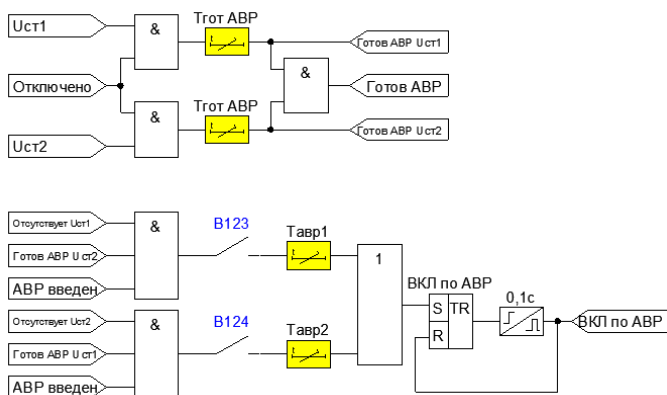 Uст1
&
Тгот АВР
Готов АВР Uст1
Отключено
&
Готов АВР
&
Тгот АВР
Готов АВР Uст2
Uст2
Отсутствует Uст1
&
В123
Тавр1
Готов АВР Uст2
1
АВР введен
ВКЛ по АВР
0,1с
S
TR
ВКЛ по АВР
R
Отсутствует Uст2
&
В124
Тавр2
Готов АВР Uст1
АВР введен